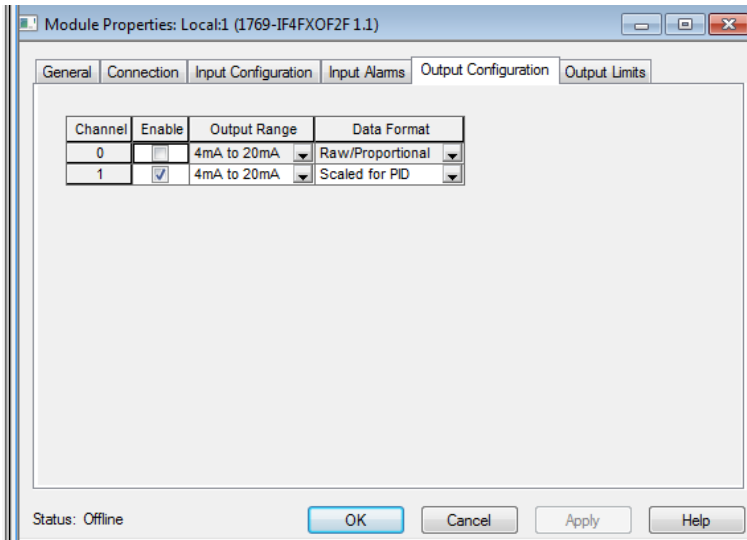 Module Properties: Local:1 (1769-IF4FXOF2F 1.1)
General Connection Input Configuration Input Alarms Output Configuration Output Limits
Channel Enable Output Range Data Format
0 4mA to 20mA Raw/Proportional
1 4mA to 20mA Scaled for PID
Status: Offline OK Cancel Apply Help